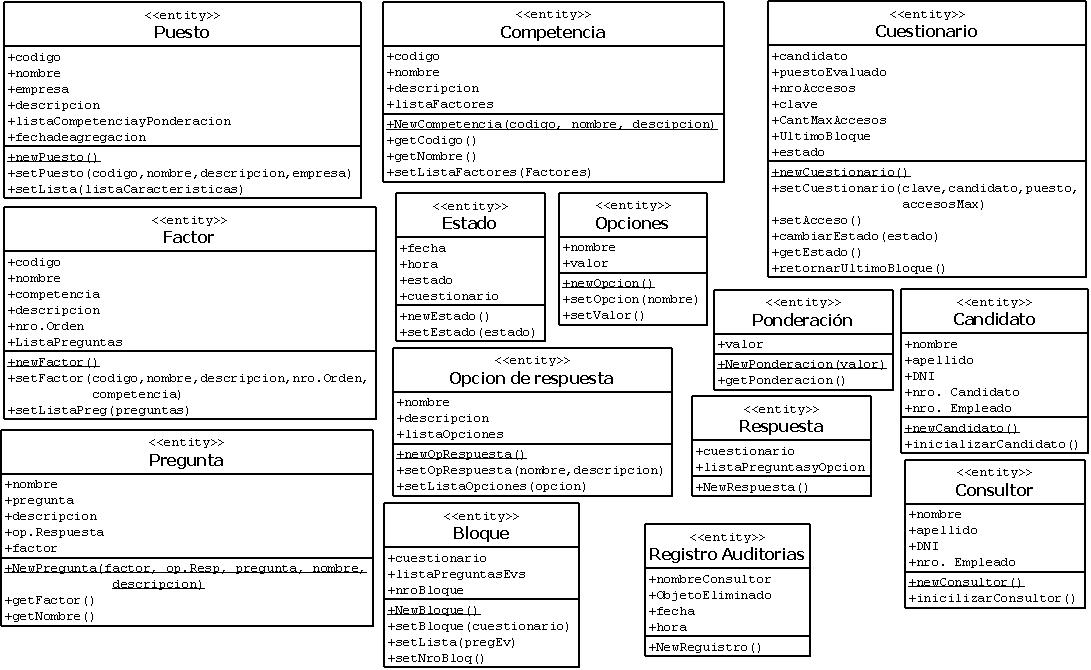 <<entity>>
Puesto
+codigo
+nombre
+empresa
+descripcion
+listaCompetenciayPonderacion
+fechadeagregacion
+newPuesto()
+setPuesto(codigo,nombre,descripcion,empresa)
+setLista(listaCaracteristicas)
<<entity>>
Competencia
+codigo
+nombre
+descripcion
+listaFactores
+NewCompetencia(codigo, nombre, descipcion)
+getCodigo()
+getNombre()
+setListaFactores(Factores)
<<entity>>
Cuestionario
+candidato
+puestoEvaluado
+nroAccesos
+clave
+CantMaxAccesos
+UltimoBloque
+estado
+newCuestionario()
+setCuestionario(clave,candidato,puesto,
accesosMax)
+setAcceso()
+cambiarEstado(estado)
+getEstado()
+retornarUltimoBloque()
<<entity>>
Factor
+codigo
+nombre
+competencia
+descripcion
+nro.Orden
+ListaPreguntas
+newFactor()
+setFactor(codigo,nombre,descripcion,nro.Orden,
competencia)
+setListaPreg(preguntas)
<<entity>>
Estado
+fecha
+hora
+estado
+cuestionario
+newEstado()
+setEstado(estado)
<<entity>>
Opciones
+nombre
+valor
+newOpcion()
+setOpcion(nombre)
+setValor()
<<entity>>
Ponderación
+valor
+NewPonderacion(valor)
+getPonderacion()
<<entity>>
Candidato
+nombre
+apellido
+DNI
+nro. Candidato
+nro. Empleado
+newCandidato()
+inicializarCandidato()
<<entity>>
Opcion de respuesta
+nombre
+descripcion
+listaOpciones
+newOpRespuesta()
+setOpRespuesta(nombre,descripcion)
+setListaOpciones(opcion)
<<entity>>
Respuesta
+cuestionario
+listaPreguntasyOpcion
+NewRespuesta()
<<entity>>
Pregunta
+nombre
+pregunta
+descripcion
+op.Respuesta
+factor
+NewPregunta(factor, op.Resp, pregunta, nombre,
descripcion)
+getFactor()
+getNombre()
<<entity>>
Bloque
+cuestionario
+listaPreguntasEvs
+nroBloque
+NewBloque()
+setBloque(cuestionario)
+setLista(pregEv)
+setNroBloq()
<<entity>>
Registro Auditorias
+nombreConsultor
+ObjetoEliminado
+fecha
+hora
+NewReguistro()
<<entity>>
Consultor
+nombre
+apellido
+DNI
+nro. Empleado
+newConsultor()
+inicilizarConsultor()